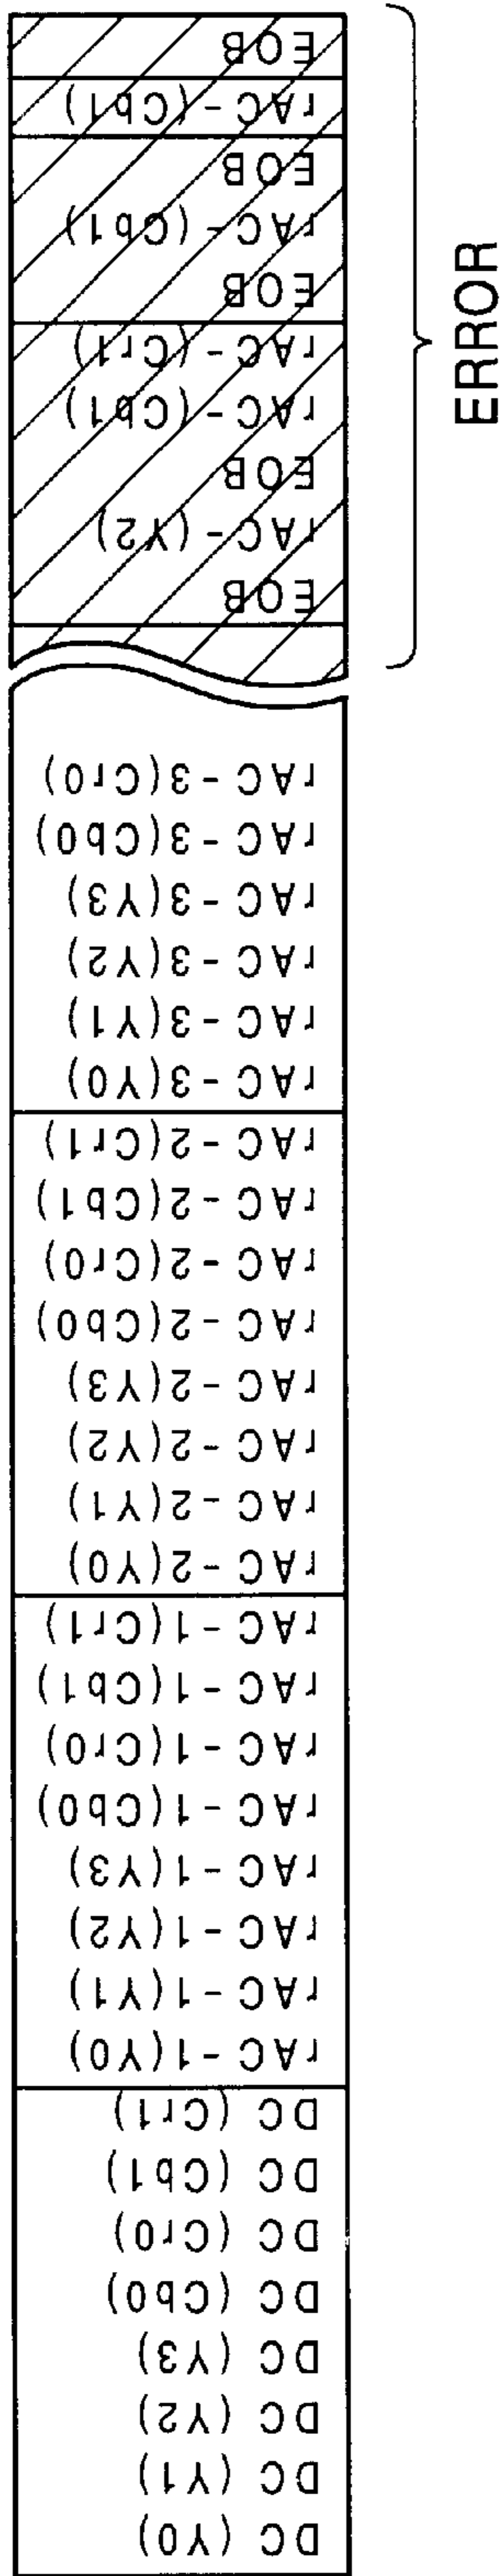 DC (Y0)
DC (Y1)
DC (Y2)
DC (Y3)
DC (Cb0)
DC (Cr0)
DC (Cb1)
DC (Cr1)
rAC-1(Y0)
rAC-1(Y1)
rAC-1(Y2)
rAC-1(Y3)
rAC-1(Cb0)
rAC-1(Cr0)
rAC-1(Cb1)
rAC-1(Cr1)
rAC-2(Y0)
rAC-2(Y1)
rAC-2(Y2)
rAC-2(Y3)
rAC-2(Cb0)
rAC-2(Cr0)
rAC-2(Cb1)
rAC-2(Cr1)
rAC-3(Y0)
rAC-3(Y1)
rAC-3(Y2)
rAC-3(Y3)
rAC-3(Cb0)
rAC-3(Cr0)
EOB
rAC-(Y2)
EOB
rAC-(Cb1)
rAC-(Cr1)
EOB
rAC-(Cb1)
EOB
rAC-(Cb1)
EOB
ERROR